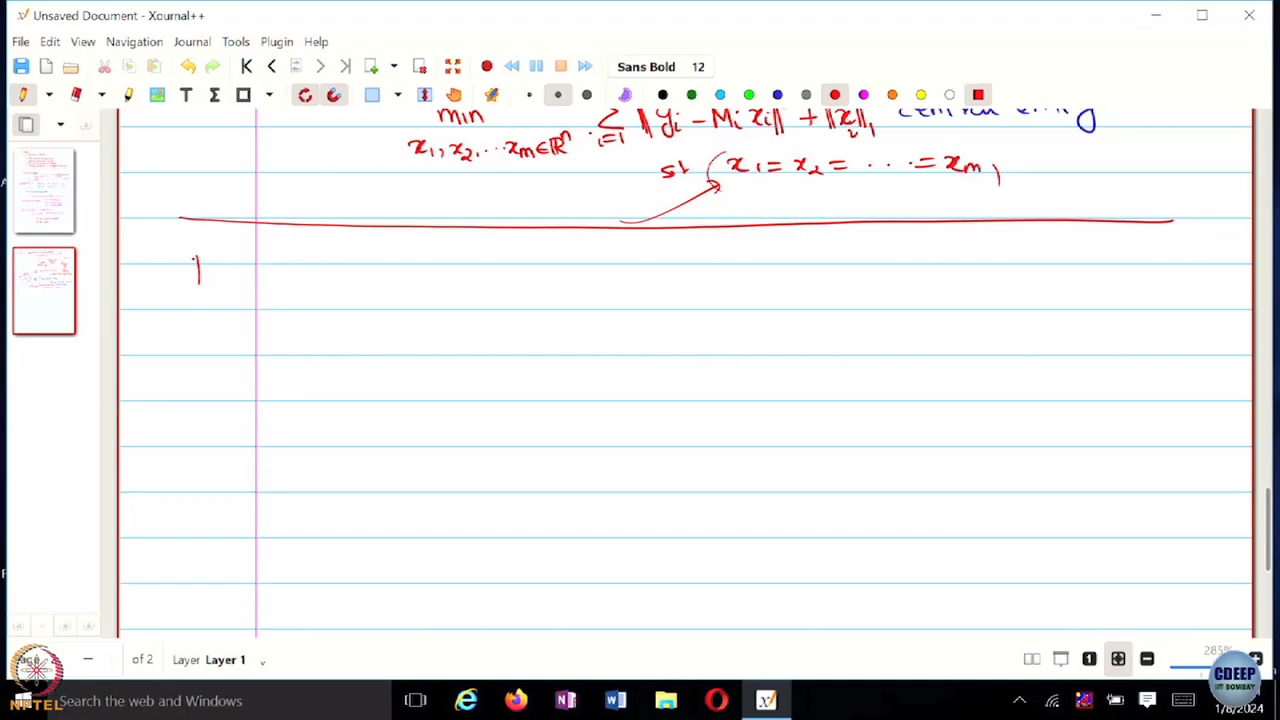 Unsaved Document - Xournal++
File Edit View Navigation Journal Tools Plugin Help
Sans Bold 12
min Σ ‖yi − Mi xi‖ + ‖xi‖1
x1, x2, ... xm ∈ ℝn i=1
st x1 = x2 = ... = xm
of 2 Layer Layer 1
285%
NPTEL
CDEEP
IIT BOMBAY
Search the web and Windows
1/8/2024